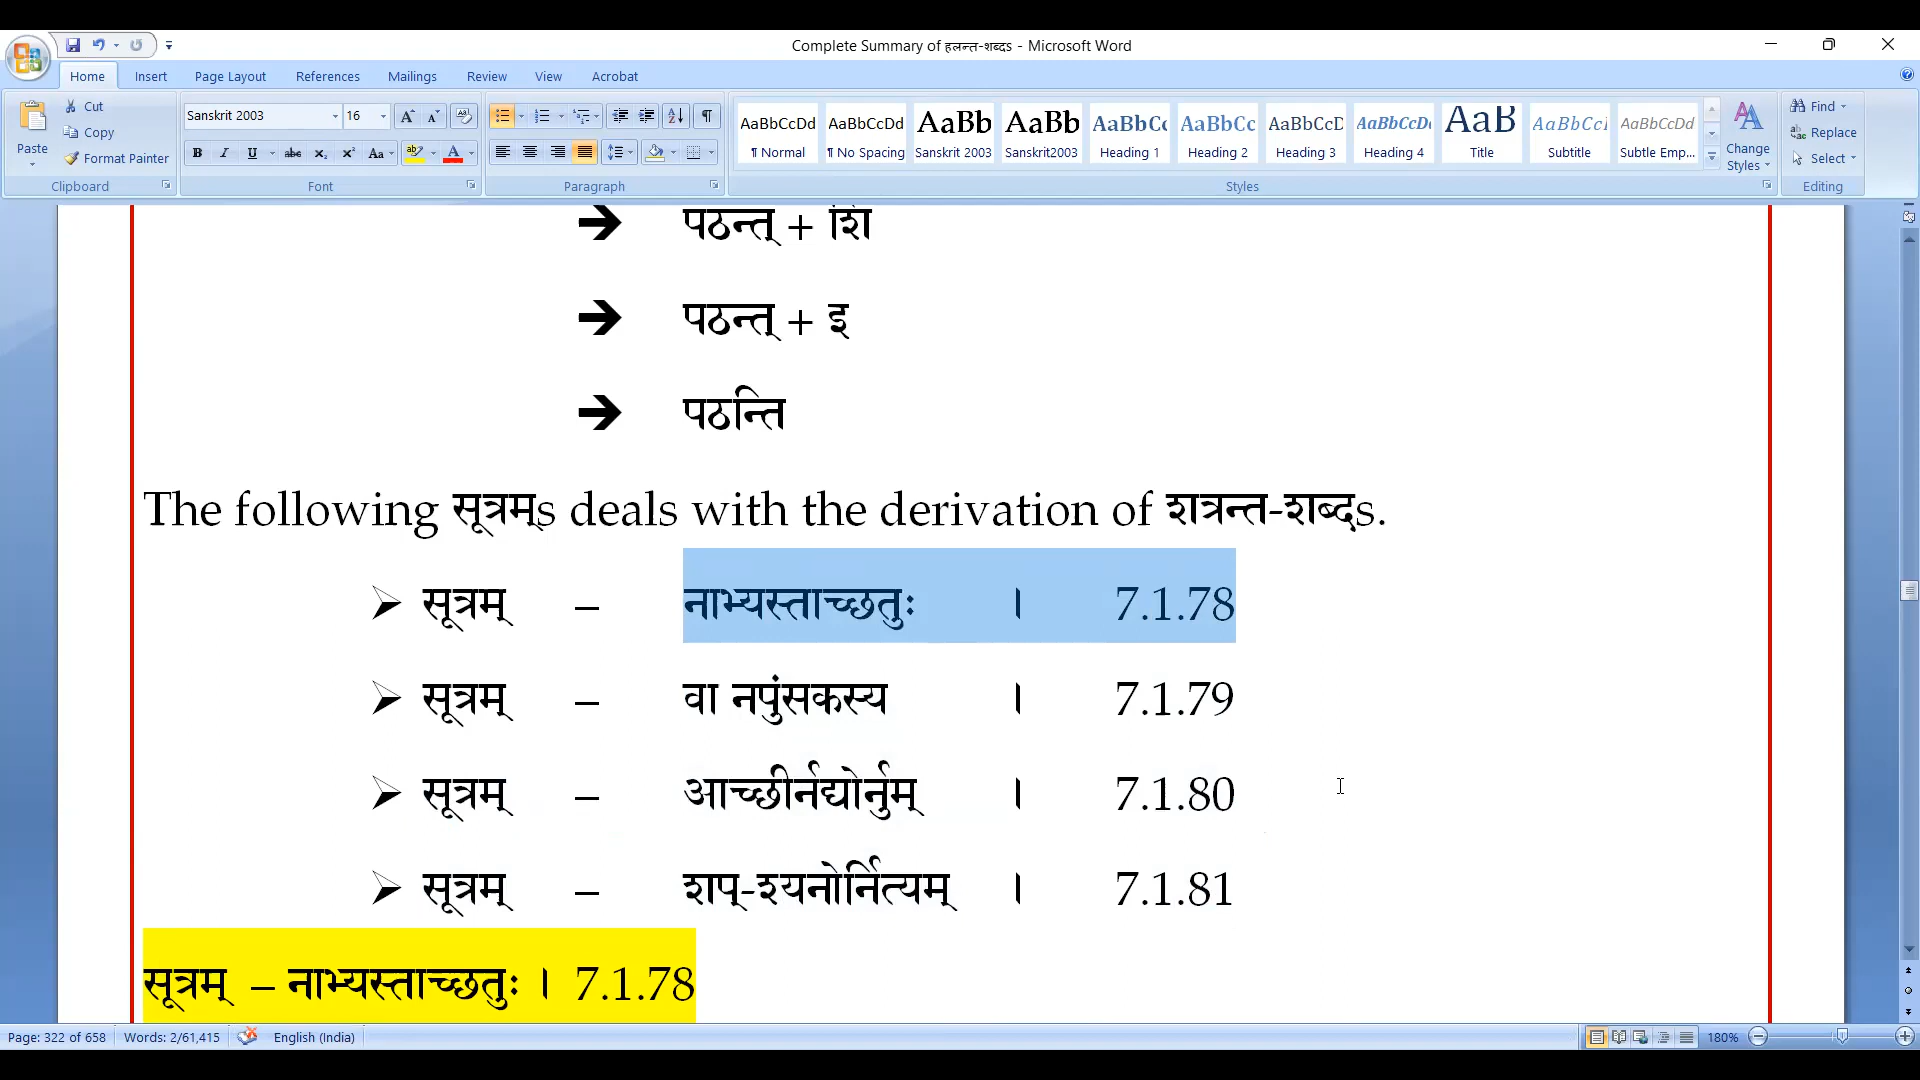 Complete Summary of हलन्त-शब्दs - Microsoft Word
Home Insert Page Layout References Mailings Review View Acrobat
Paste Cut Copy Format Painter
Sanskrit 2003 16
AaBbCcDd ¶ Normal
AaBbCcDd ¶ No Spacing
AaBb Sanskrit 2003
AaBb Sanskrit2003
AaBbCc Heading 1
AaBbCc Heading 2
AaBbCcD Heading 3
AaBbCcDi Heading 4
AaB Title
AaBbCcI Subtitle
AaBbCcDd Subtle Emp...
Change Styles
Find Replace Select
Clipboard Font Paragraph Styles Editing
➔ पठन्त् + शि
➔ पठन्त् + इ
➔ पठन्ति
The following सूत्रम्s deals with the derivation of शत्रन्त-शब्दs.
➢ सूत्रम् – नाभ्यस्ताच्छतुः । 7.1.78
➢ सूत्रम् – वा नपुंसकस्य । 7.1.79
➢ सूत्रम् – आच्छीर्नद्योर्नुम् । 7.1.80
➢ सूत्रम् – शप्-श्यनोर्नित्यम् । 7.1.81
सूत्रम् – नाभ्यस्ताच्छतुः । 7.1.78
Page: 322 of 658 Words: 2/61,415 English (India) 180%